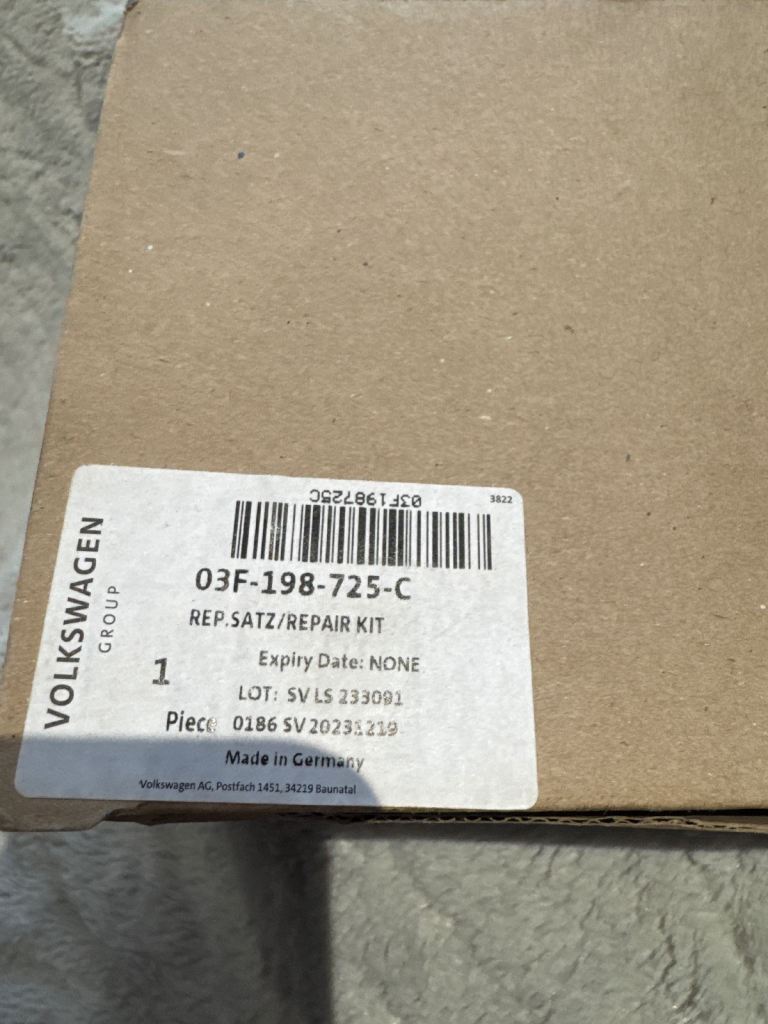 03F198725C
3822
03F-198-725-C
REP.SATZ/REPAIR KIT
Expiry Date: NONE
1
LOT: SV LS 233091
Piece 0186 SV 20231219
Made in Germany
Volkswagen AG, Postfach 1451, 34219 Baunatal
VOLKSWAGEN
GROUP